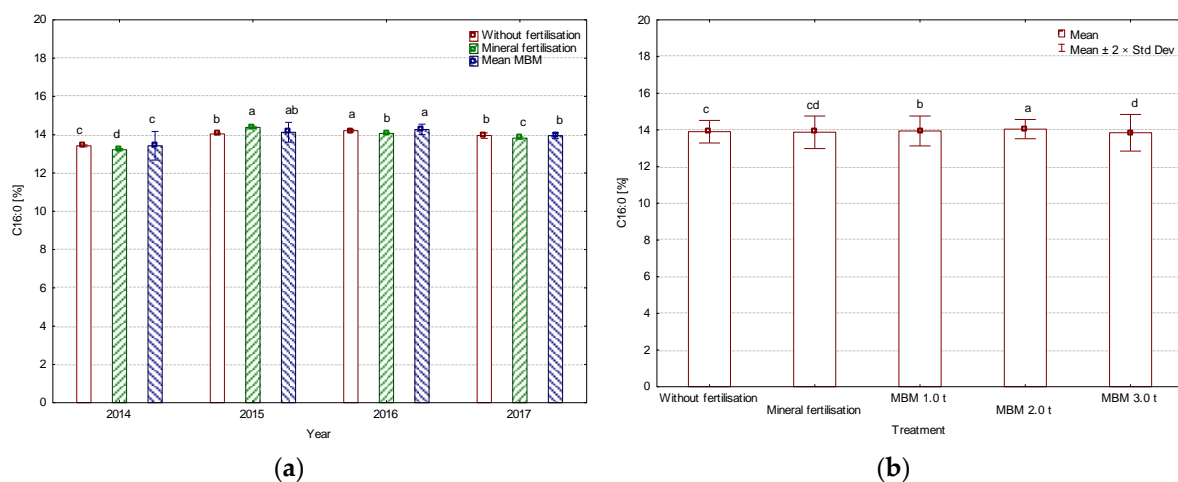 20
18
16
14
12
10
8
6
4
2
0
C16:0 [%]
Without fertilisation
Mineral fertilisation
Mean MBM
c d c
b a ab
a b a
b c b
2014 2015 2016 2017
Year
(a)
20
18
16
14
12
10
8
6
4
2
0
C16:0 [%]
Mean
Mean ± 2 × Std Dev
c cd b a d
Without fertilisation
Mineral fertilisation
MBM 1.0 t
MBM 2.0 t
MBM 3.0 t
Treatment
(b)